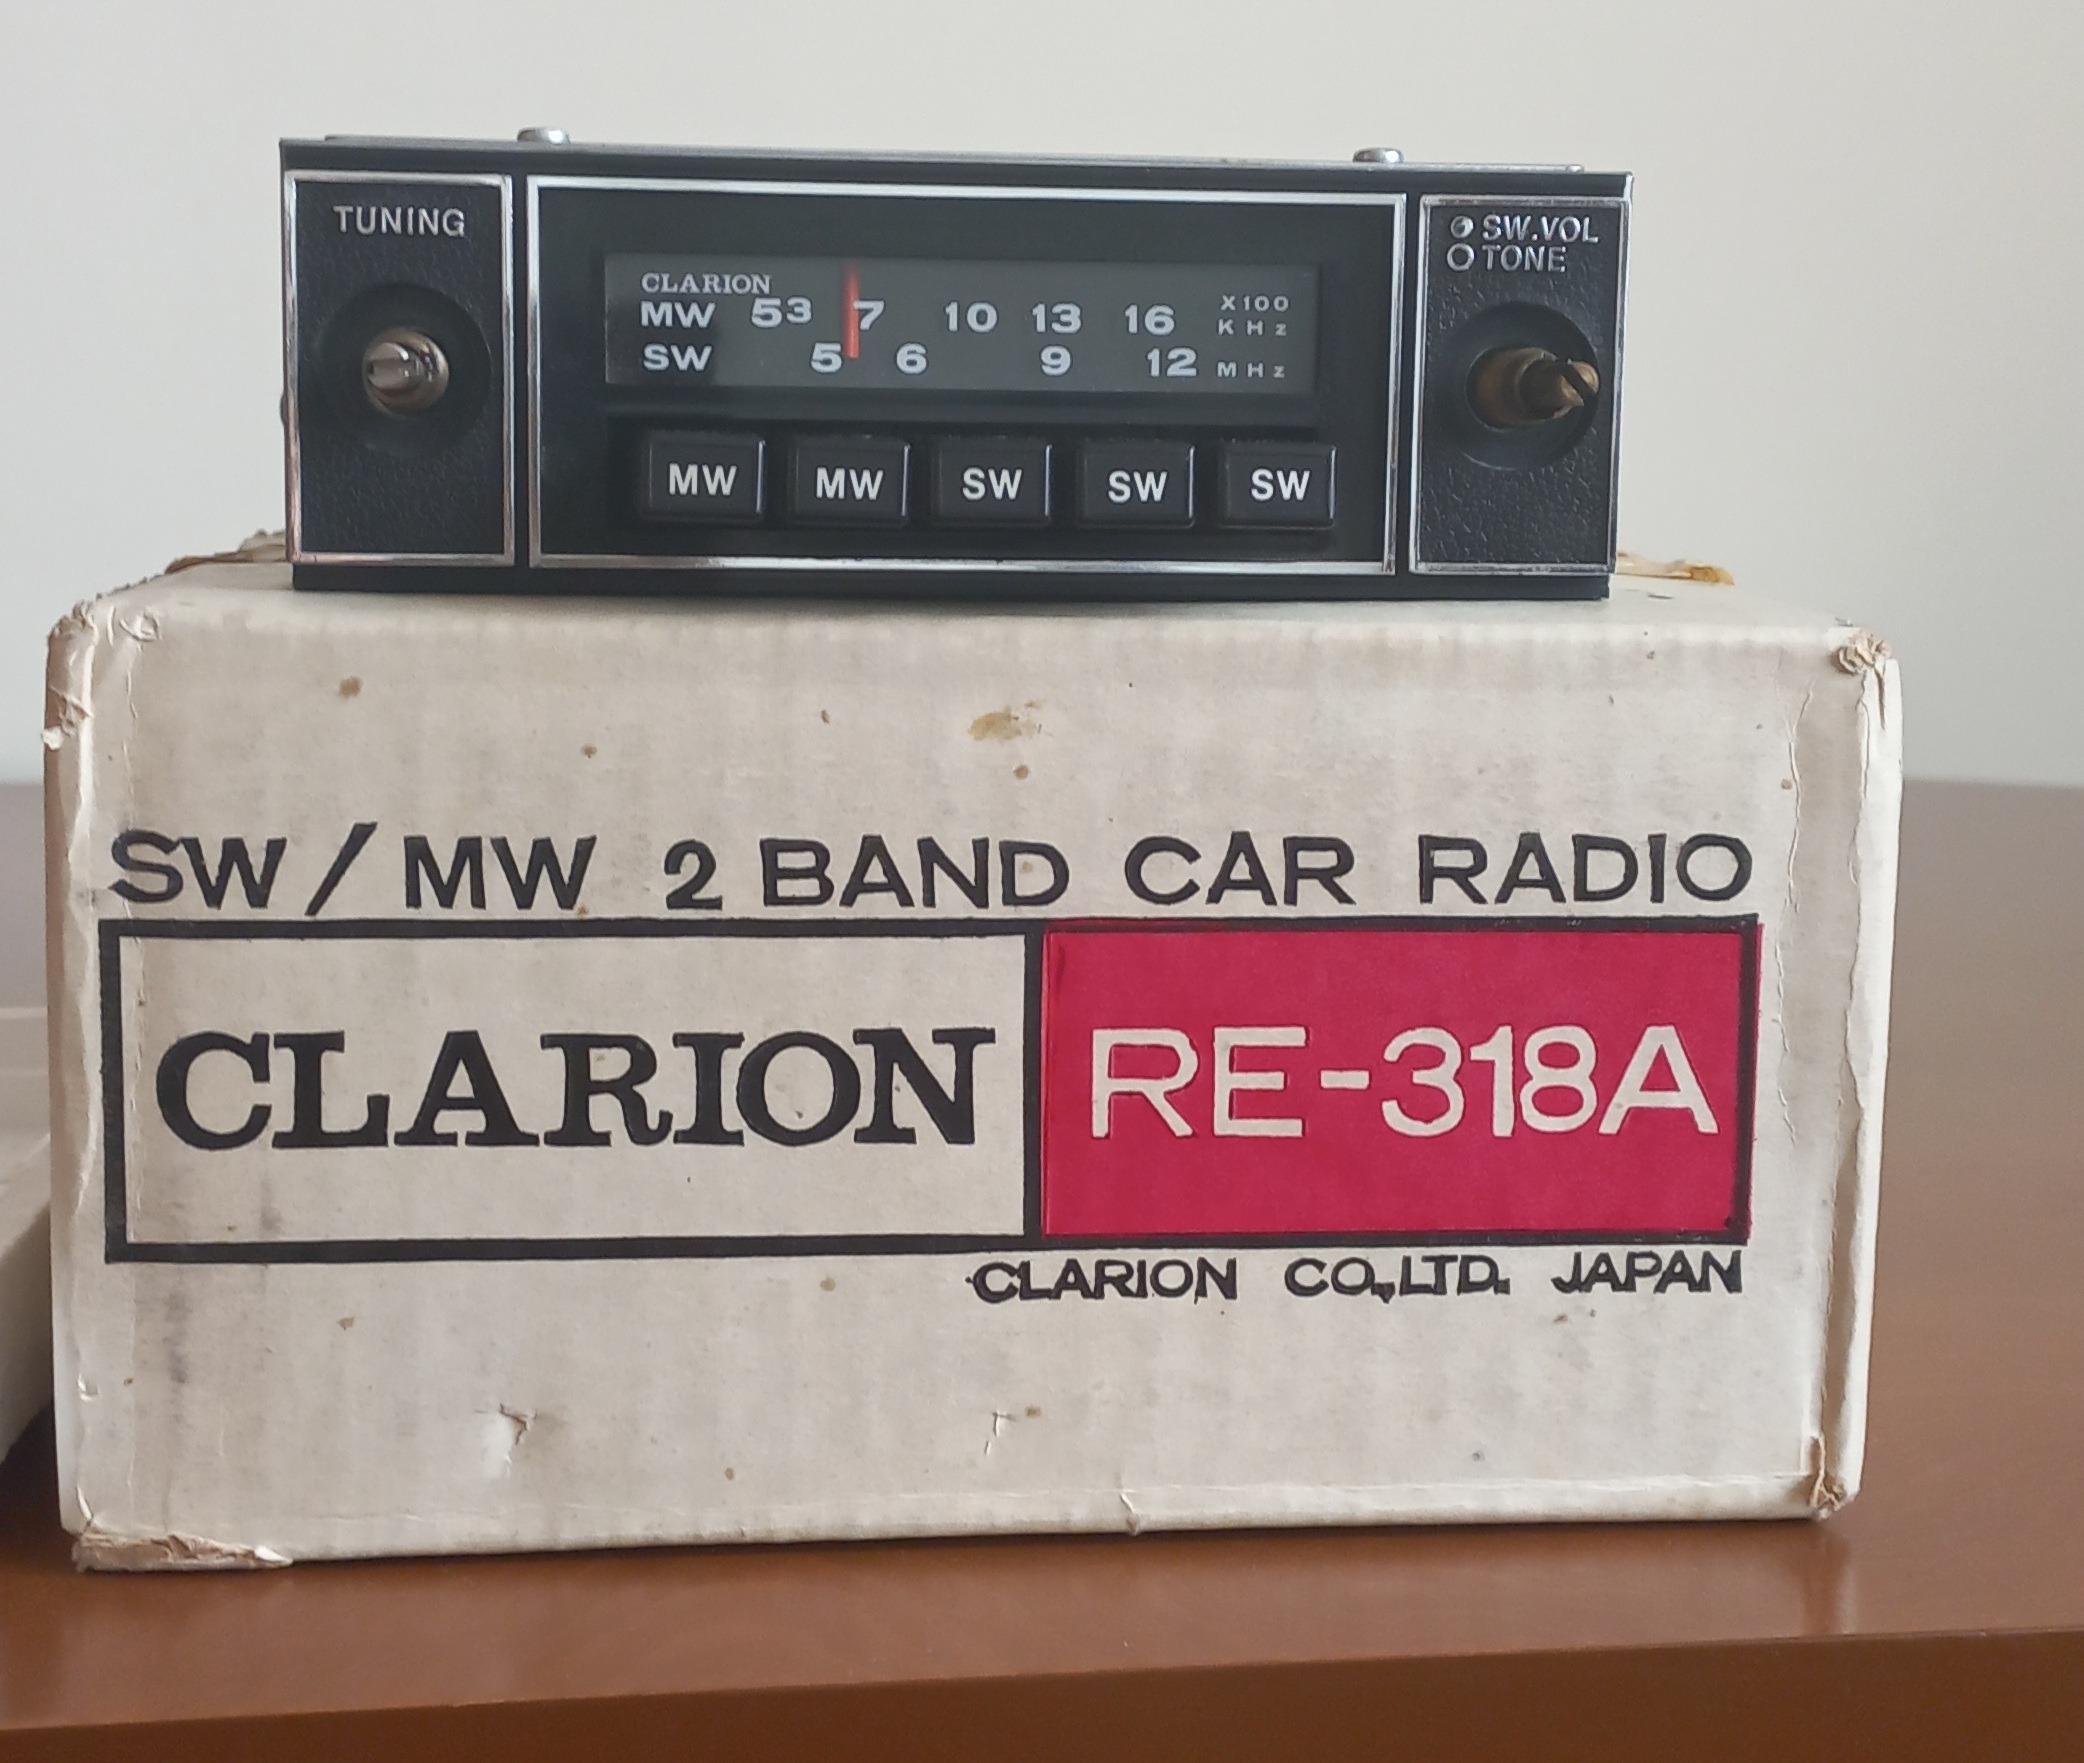 TUNING
SW.VOL
TONE
CLARION
MW 53 7 10 13 16 X100 KHz
SW 5 6 9 12 MHz
MW MW SW SW SW
SW/MW 2 BAND CAR RADIO
CLARION RE-318A
CLARION CO.,LTD. JAPAN